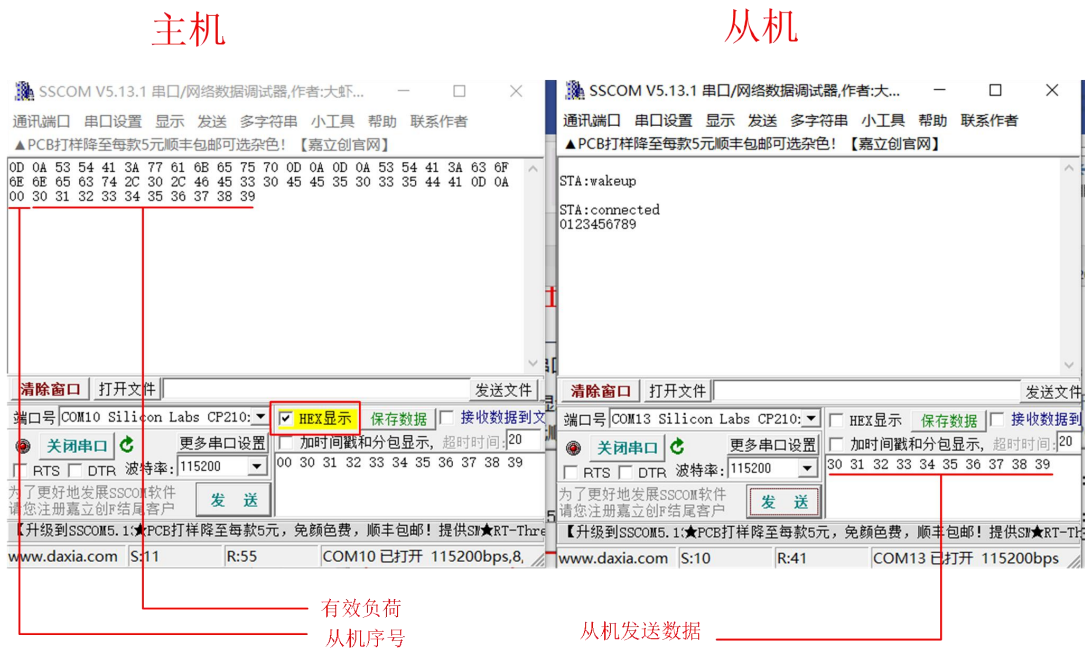 主机
从机
SSCOM V5.13.1 串口/网络数据调试器,作者:大虾...
通讯端口 串口设置 显示 发送 多字符串 小工具 帮助 联系作者
▲PCB打样降至每款5元顺丰包邮可选杂色！【嘉立创官网】
0D 0A 53 54 41 3A 77 61 6B 65 75 70 0D 0A 0D 0A 53 54 41 3A 63 6F
6E 6E 65 63 74 2C 30 2C 46 45 33 30 45 45 35 30 33 35 44 41 0D 0A
00 30 31 32 33 34 35 36 37 38 39
清除窗口 打开文件 发送文件
端口号 COM10 Silicon Labs CP210: HEX显示 保存数据 接收数据到文
关闭串口 更多串口设置 加时间戳和分包显示, 超时时间: 20
RTS DTR 波特率: 115200
00 30 31 32 33 34 35 36 37 38 39
为了更好地发展SSCOM软件
请您注册嘉立创F结尾客户
发 送
【升级到SSCOM5.1:★PCB打样降至每款5元，免颜色费，顺丰包邮！提供SM★RT-Thre
www.daxia.com S:11 R:55 COM10 已打开 115200bps,8,
SSCOM V5.13.1 串口/网络数据调试器,作者:大...
通讯端口 串口设置 显示 发送 多字符串 小工具 帮助 联系作者
▲PCB打样降至每款5元顺丰包邮可选杂色！【嘉立创官网】
STA:wakeup
STA:connected
0123456789
清除窗口 打开文件 发送文件
端口号 COM13 Silicon Labs CP210: HEX显示 保存数据 接收数据到文
关闭串口 更多串口设置 加时间戳和分包显示, 超时时间: 20
RTS DTR 波特率: 115200
30 31 32 33 34 35 36 37 38 39
为了更好地发展SSCOM软件
请您注册嘉立创F结尾客户
发 送
【升级到SSCOM5.1:★PCB打样降至每款5元，免颜色费，顺丰包邮！提供SM★RT-Th
www.daxia.com S:10 R:41 COM13 已打开 115200bps
有效负荷
从机序号
从机发送数据